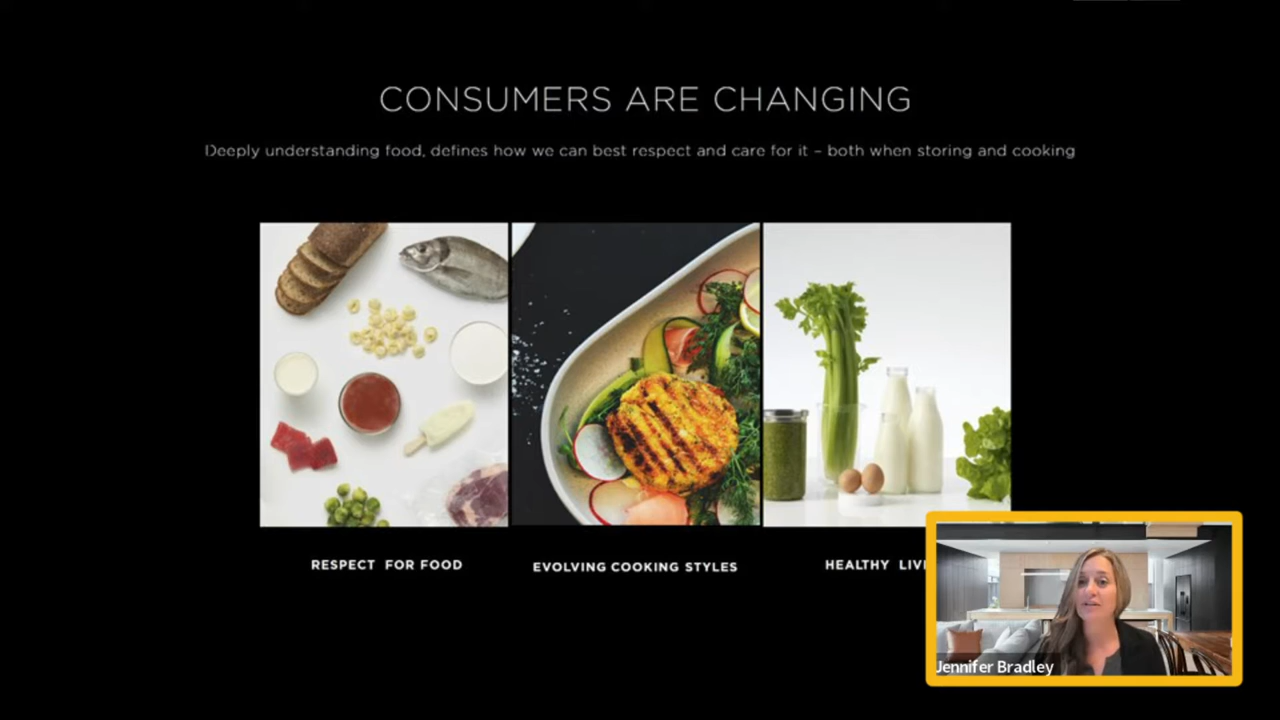 CONSUMERS ARE CHANGING
Deeply understanding food, defines how we can best respect and care for it – both when storing and cooking
RESPECT FOR FOOD
EVOLVING COOKING STYLES
HEALTHY
Jennifer Bradley